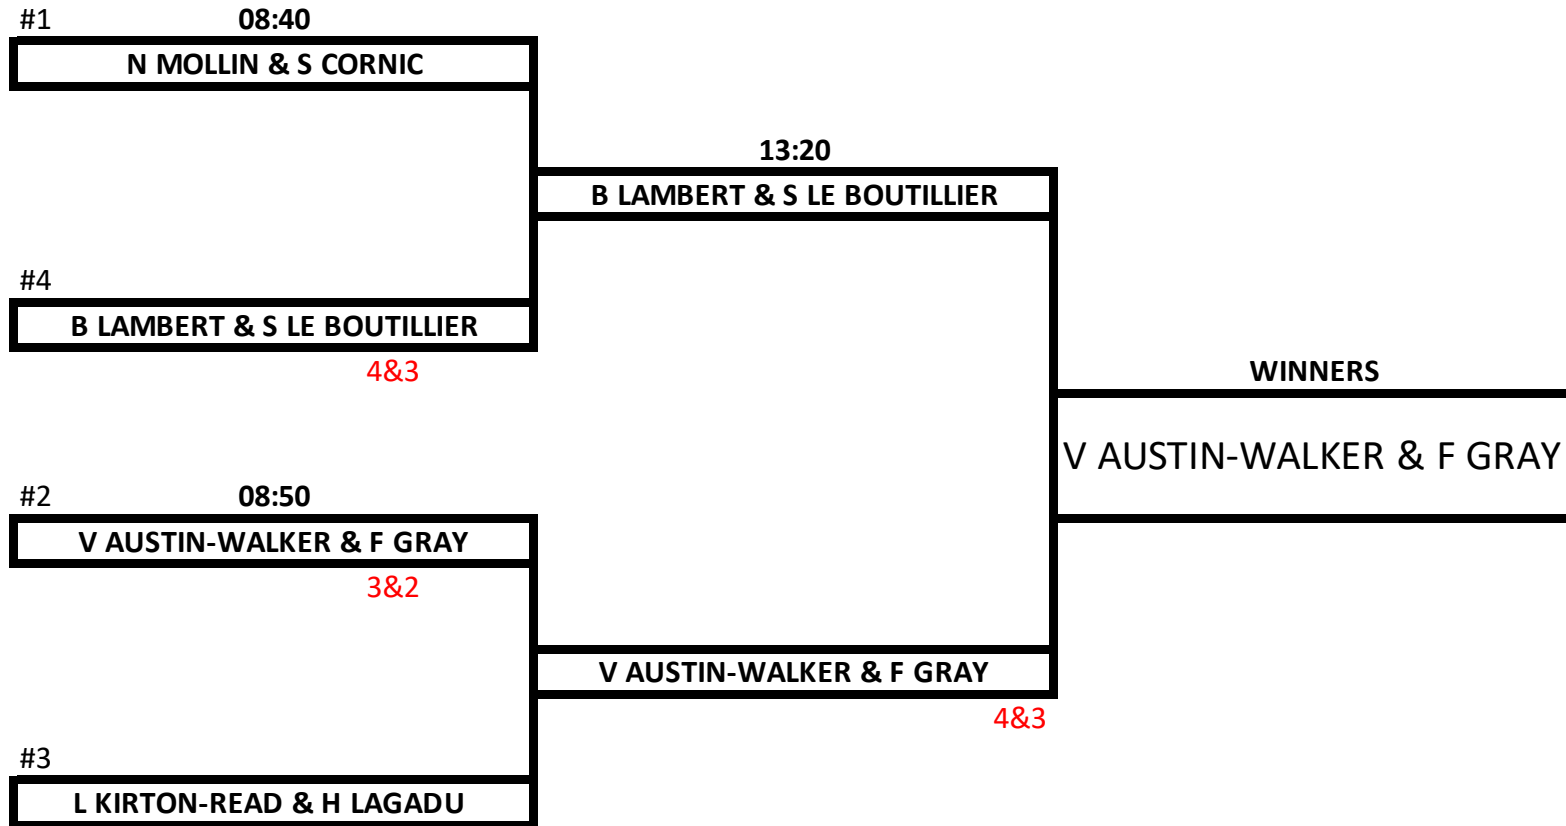 #1 08:40
N MOLLIN & S CORNIC
13:20
B LAMBERT & S LE BOUTILLIER
#4
B LAMBERT & S LE BOUTILLIER
4&3
WINNERS
V AUSTIN-WALKER & F GRAY
#2 08:50
V AUSTIN-WALKER & F GRAY
3&2
V AUSTIN-WALKER & F GRAY
4&3
#3
L KIRTON-READ & H LAGADU